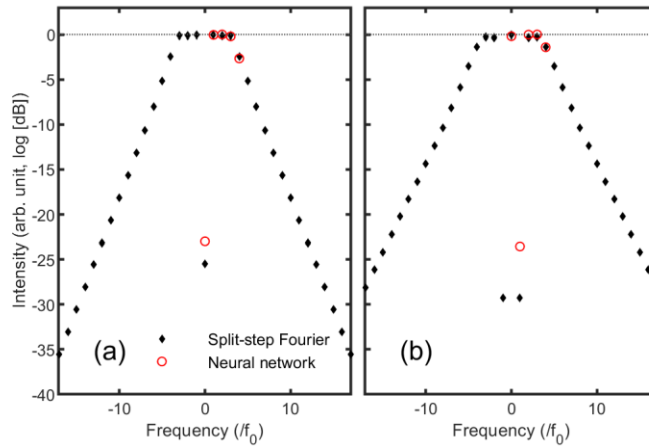 Intensity (arb. unit, log [dB])
0
-5
-10
-15
-20
-25
-30
-35
-40
(a)
Split-step Fourier
Neural network
(b)
-10 0 10
-10 0 10
Frequency (/f0)
Frequency (/f0)